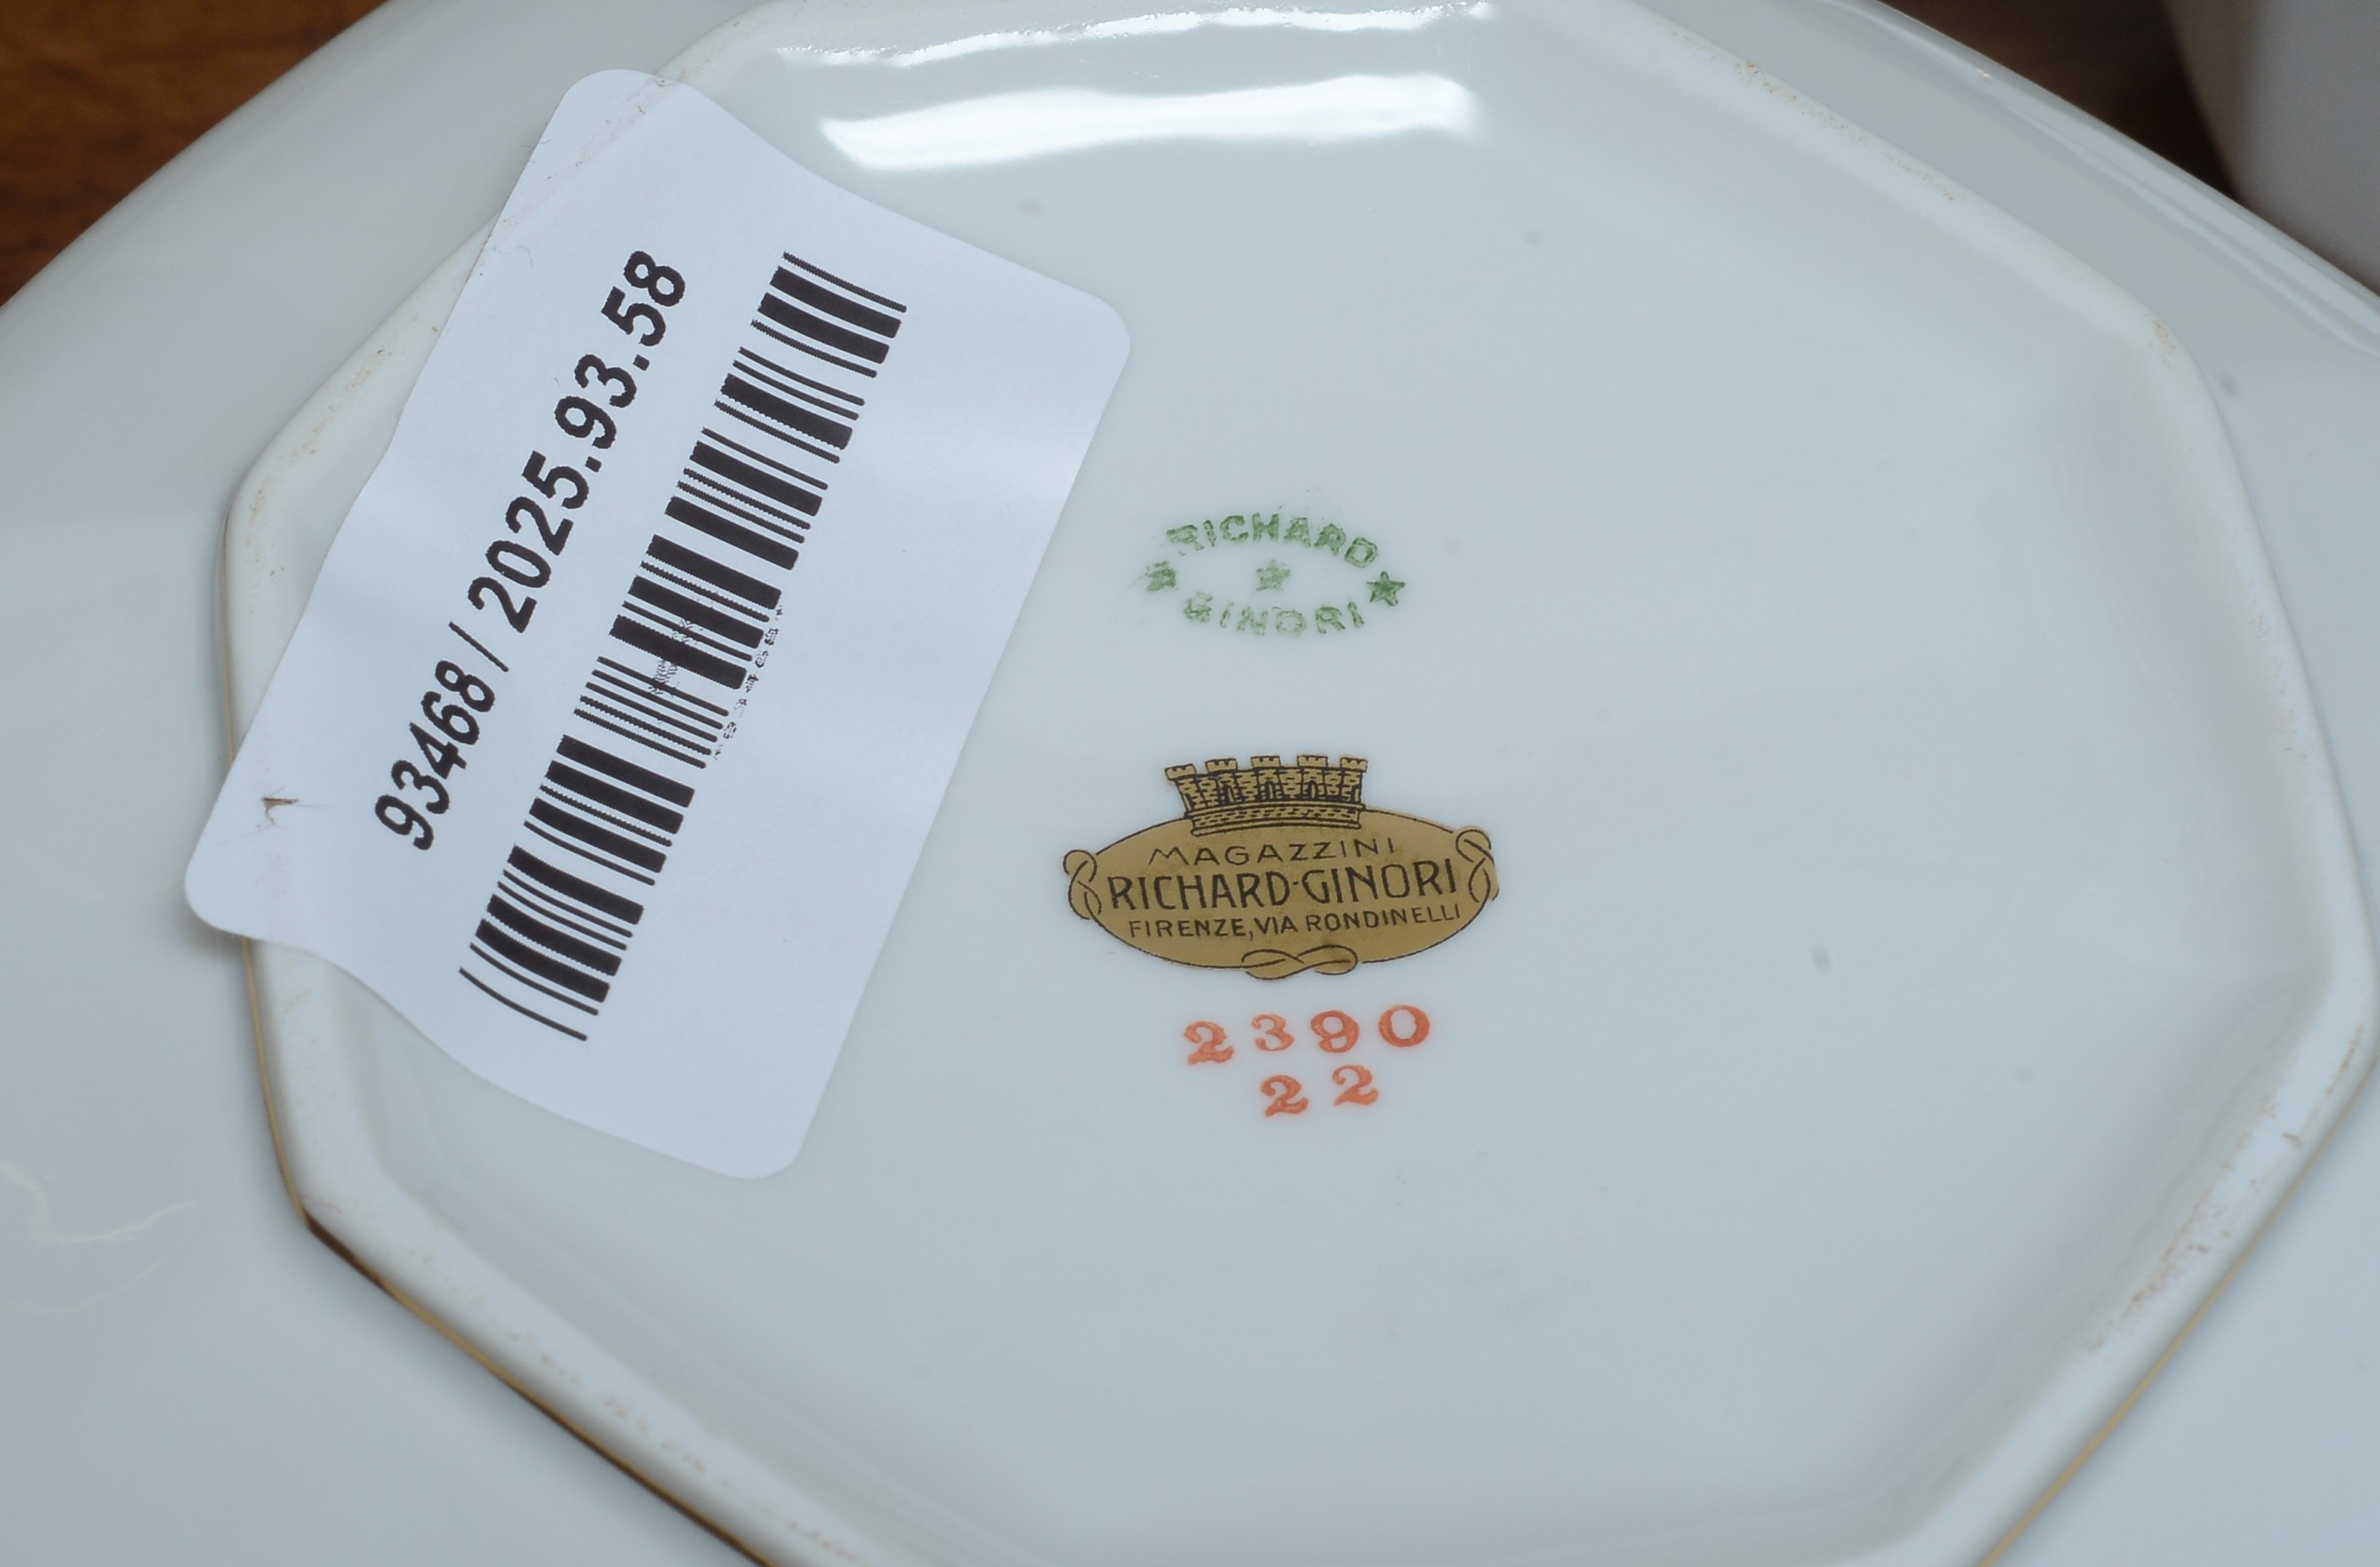 93468 / 2025.93.58
RICHARD
GINORI
MAGAZZINI
RICHARD-GINORI
FIRENZE, VIA RONDINELLI
2390
22